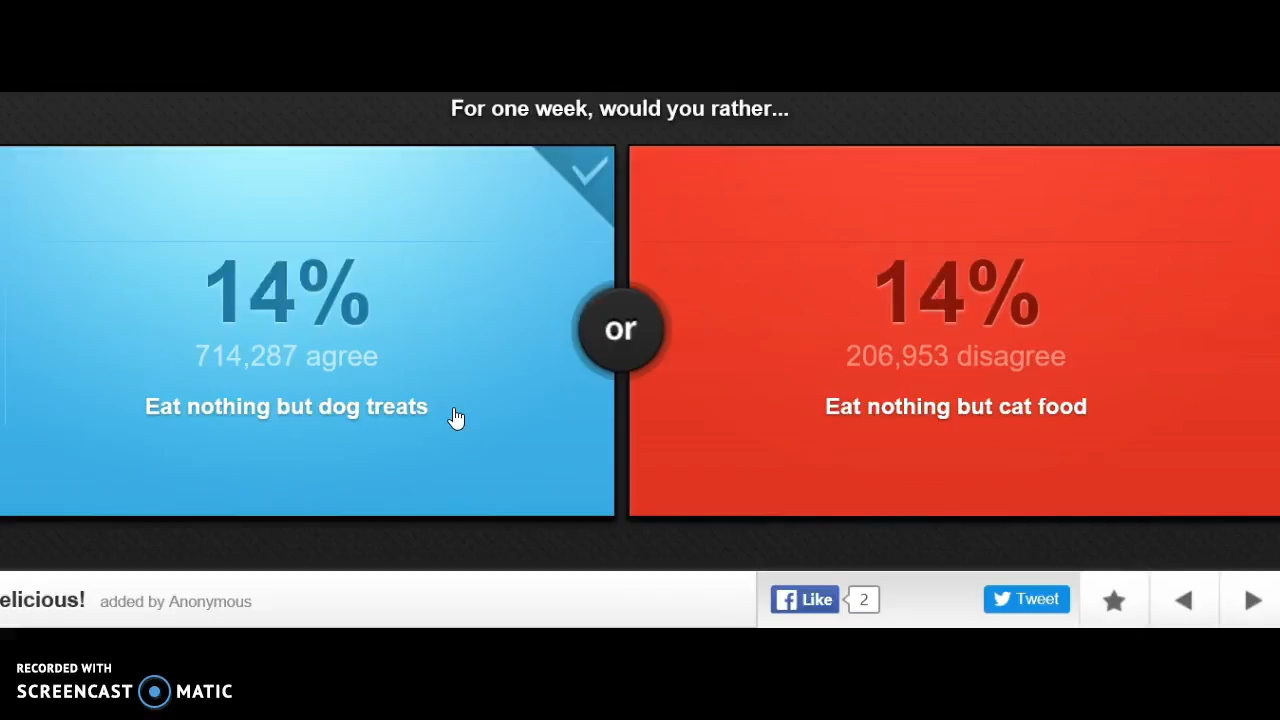 For one week, would you rather...
14%
714,287 agree
Eat nothing but dog treats
or
14%
206,953 disagree
Eat nothing but cat food
elicious! added by Anonymous
Like 2
Tweet
RECORDED WITH
SCREENCAST MATIC